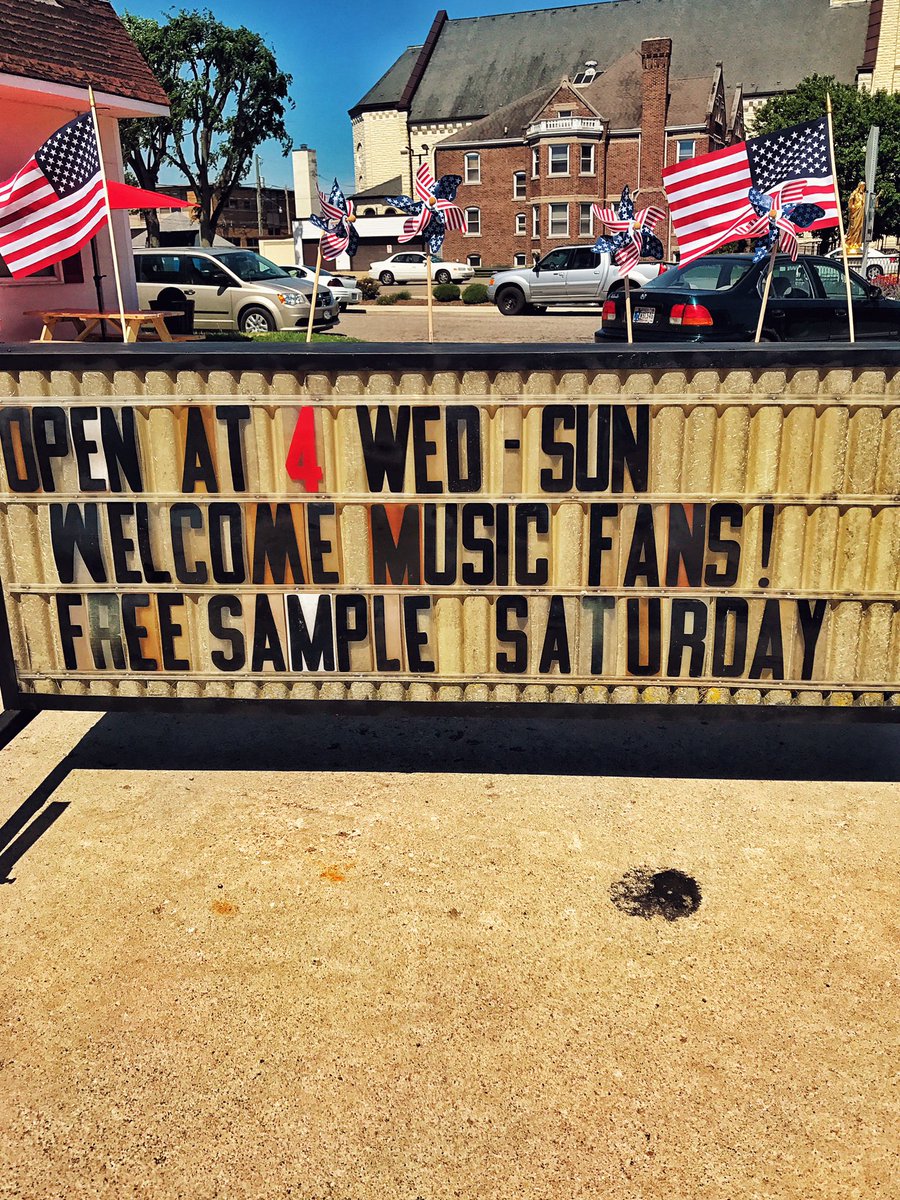 OPEN AT 4 WED - SUN
WELCOME MUSIC FANS!
FREE SAMPLE SATURDAY